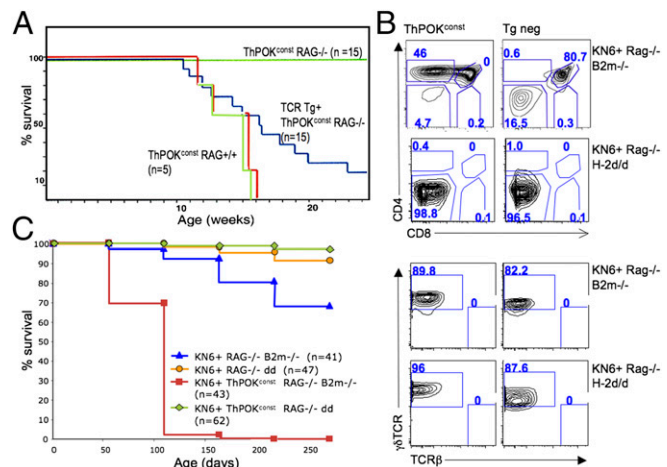 A
100
50
10
% survival
ThPOKconst RAG-/- (n =15)
TCR Tg+
ThPOKconst RAG-/-
(n=15)
ThPOKconst RAG+/+
(n=5)
10
20
Age (weeks)
B
ThPOKconst
Tg neg
46
0
4.7
0.2
0.6
80.7
16.5
0.3
KN6+ Rag-/-
B2m-/-
0.4
0
98.8
0.1
1.0
0
96.5
0.1
KN6+ Rag-/-
H-2d/d
CD4
CD8
89.8
0
82.2
0
KN6+ Rag-/-
B2m-/-
96
0
87.6
0
KN6+ Rag-/-
H-2d/d
γδTCR
TCRβ
C
100
90
80
70
60
50
40
30
20
10
0
% survival
KN6+ RAG-/- B2m-/- (n=41)
KN6+ RAG-/- dd (n=47)
KN6+ ThPOKconst RAG-/- B2m-/-
(n=43)
KN6+ ThPOKconst RAG-/- dd
(n=62)
0
50
100
150
200
250
Age (days)